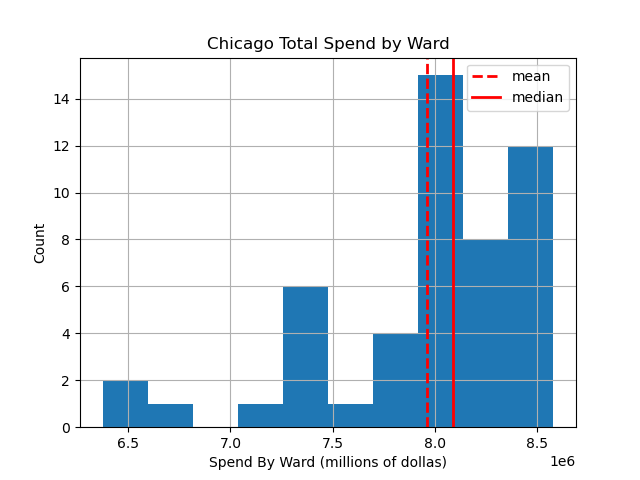 Chicago Total Spend by Ward
mean
median
14
12
10
8
6
4
2
0
Count
6.5 7.0 7.5 8.0 8.5
1e6
Spend By Ward (millions of dollas)